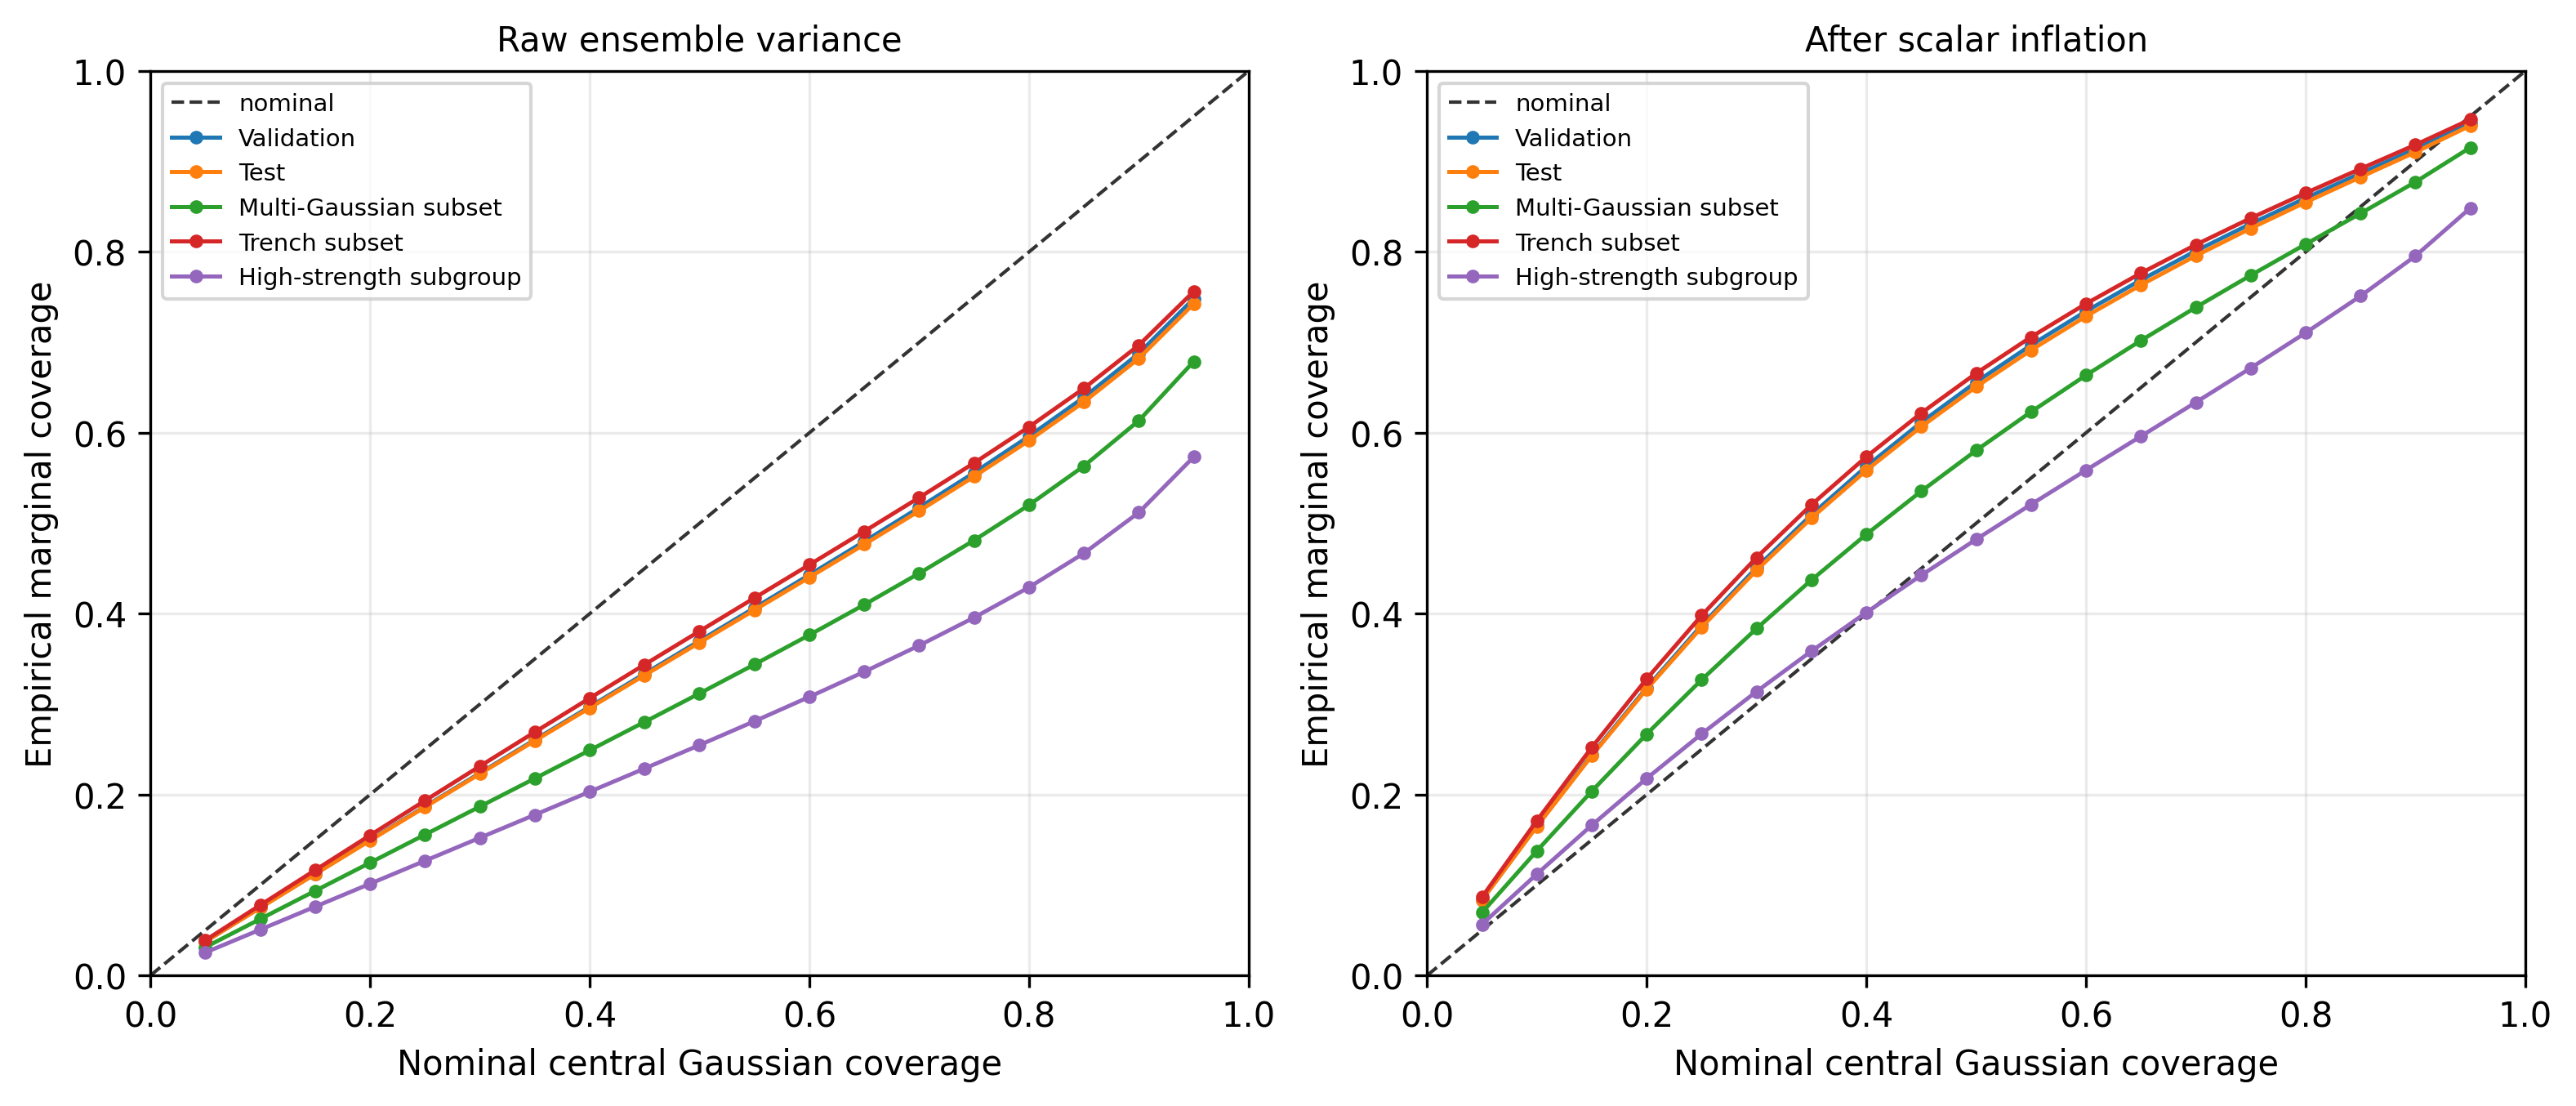 Raw ensemble variance
Empirical marginal coverage
1.0
0.8
0.6
0.4
0.2
0.0
nominal
Validation
Test
Multi-Gaussian subset
Trench subset
High-strength subgroup
0.0 0.2 0.4 0.6 0.8 1.0
Nominal central Gaussian coverage
After scalar inflation
Empirical marginal coverage
1.0
0.8
0.6
0.4
0.2
0.0
nominal
Validation
Test
Multi-Gaussian subset
Trench subset
High-strength subgroup
0.0 0.2 0.4 0.6 0.8 1.0
Nominal central Gaussian coverage